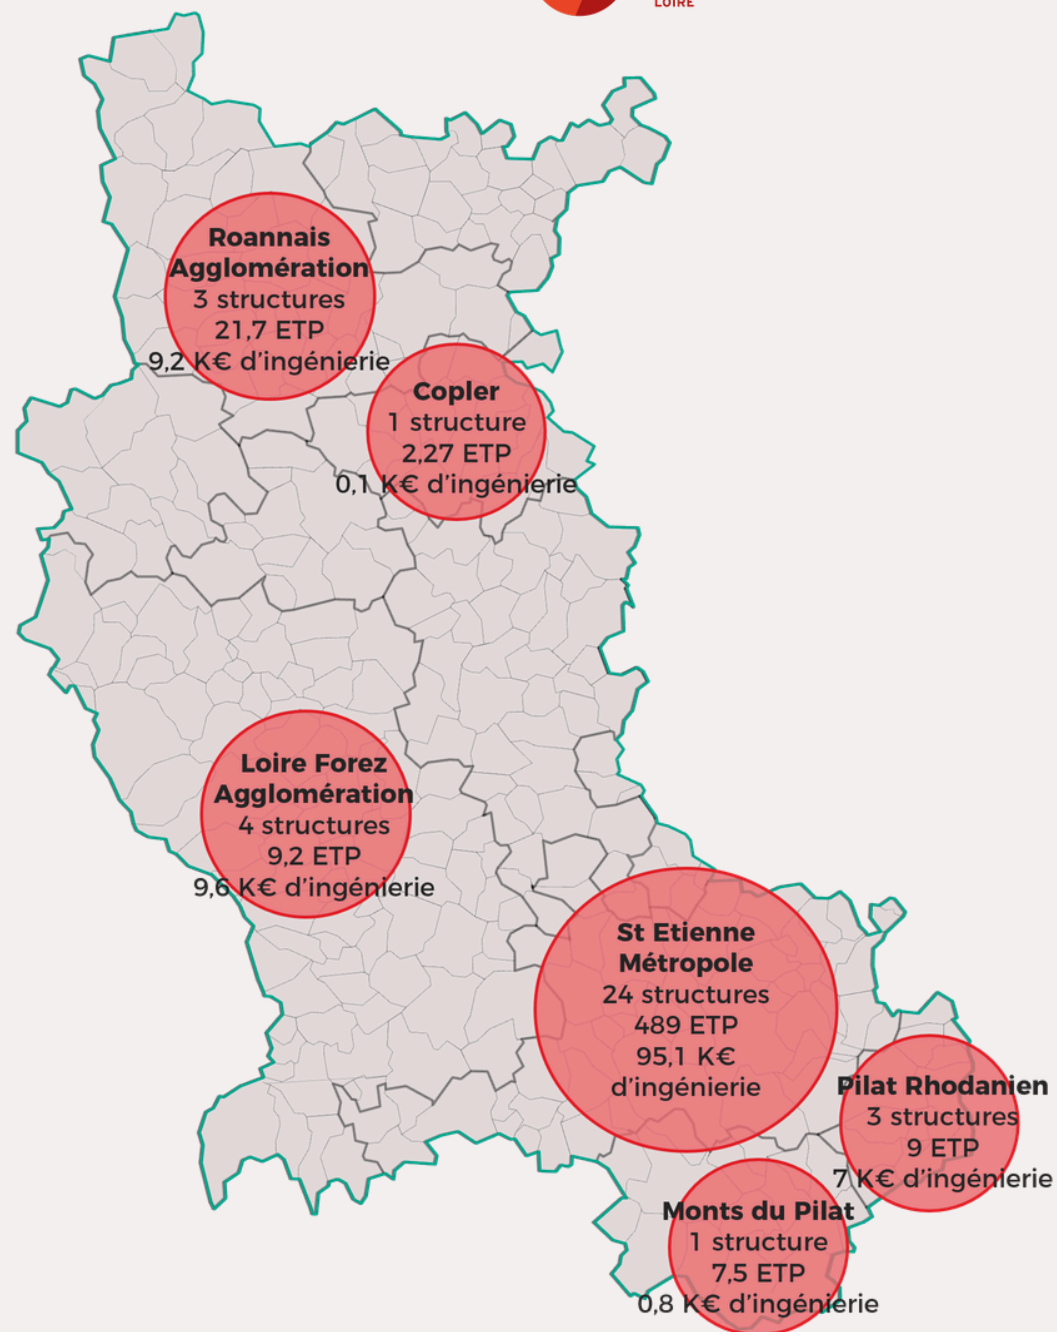 LOIRE
Roannais
Agglomération
3 structures
21,7 ETP
9,2 K€ d'ingénierie
Copler
1 structure
2,27 ETP
0,1 K€ d'ingénierie
Loire Forez
Agglomération
4 structures
9,2 ETP
9,6 K€ d'ingénierie
St Etienne
Métropole
24 structures
489 ETP
95,1 K€
d'ingénierie
Pilat Rhodanien
3 structures
9 ETP
7 K€ d'ingénierie
Monts du Pilat
1 structure
7,5 ETP
0,8 K€ d'ingénierie